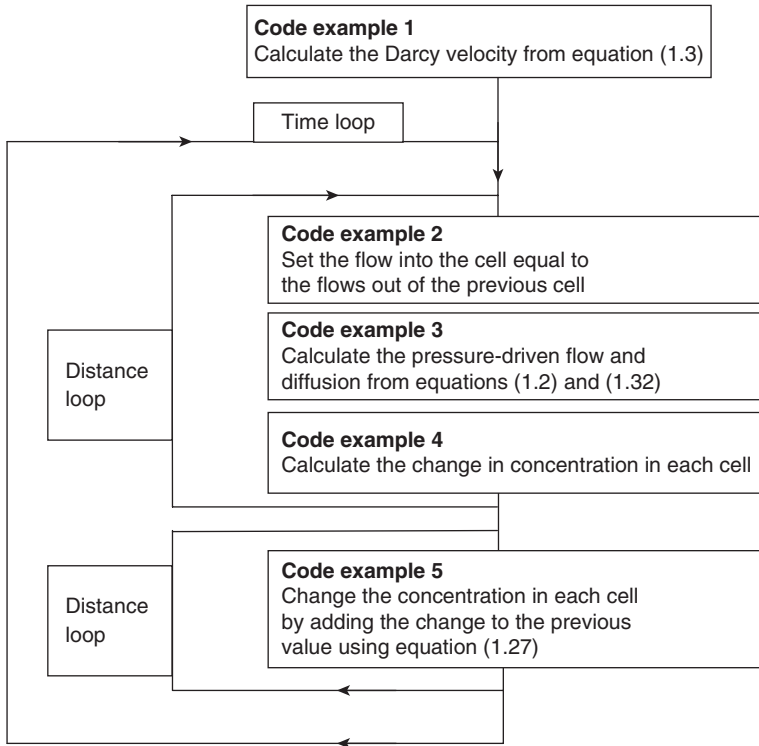 Code example 1
Calculate the Darcy velocity from equation (1.3)
Time loop
Code example 2
Set the flow into the cell equal to
the flows out of the previous cell
Code example 3
Calculate the pressure-driven flow and
diffusion from equations (1.2) and (1.32)
Distance
loop
Code example 4
Calculate the change in concentration in each cell
Code example 5
Change the concentration in each cell
by adding the change to the previous
value using equation (1.27)
Distance
loop